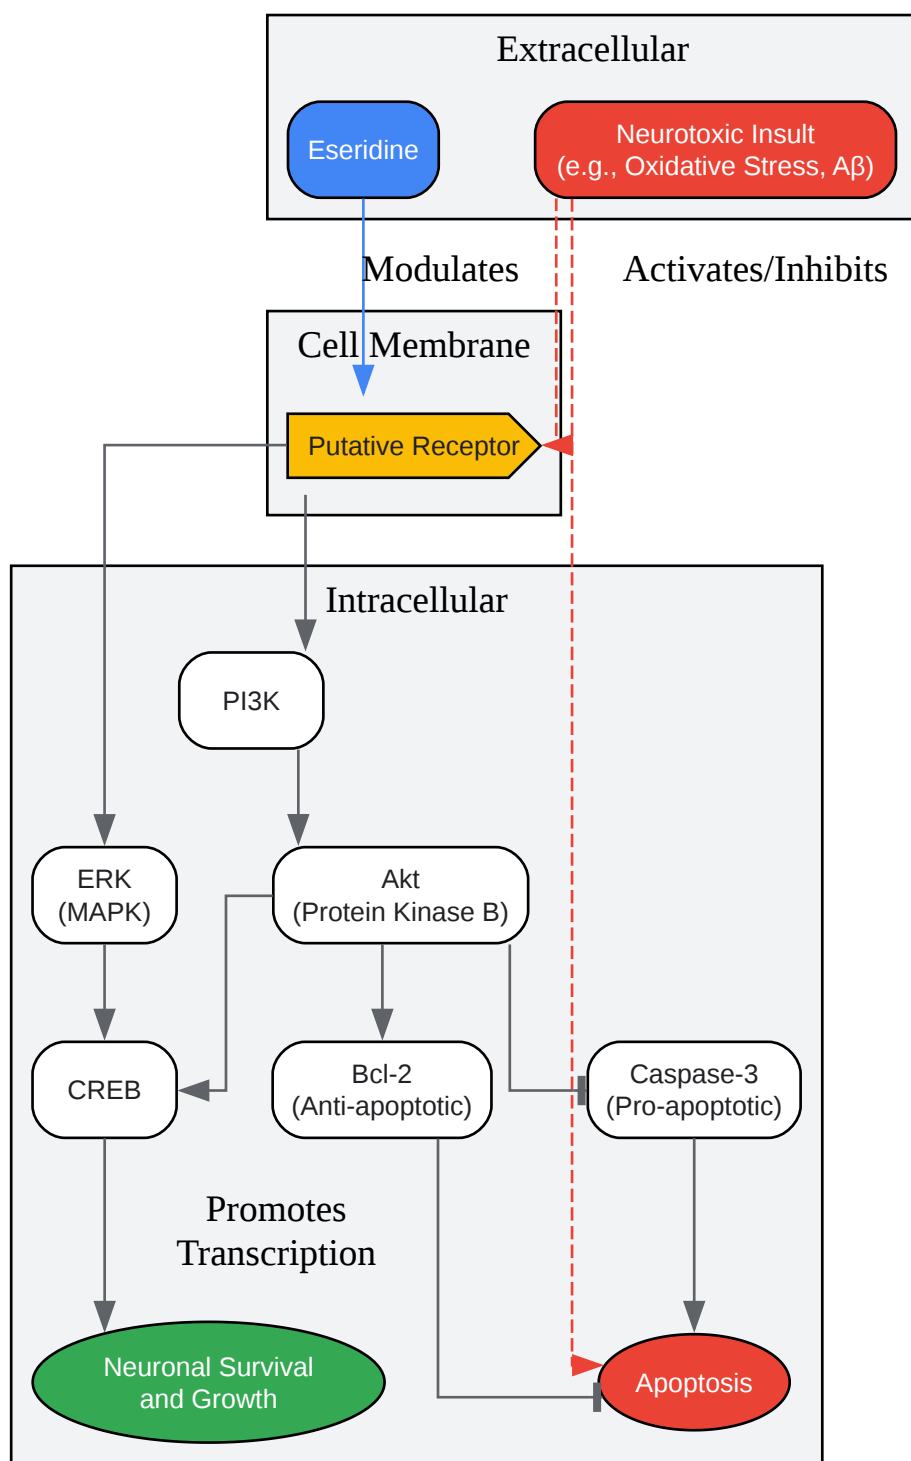 Extracellular
Eseridine
Neurotoxic Insult
(e.g., Oxidative Stress, Aβ)
Modulates
Activates/Inhibits
Cell Membrane
Putative Receptor
Intracellular
PI3K
ERK
(MAPK)
Akt
(Protein Kinase B)
CREB
Bcl-2
(Anti-apoptotic)
Caspase-3
(Pro-apoptotic)
Promotes
Transcription
Neuronal Survival
and Growth
Apoptosis